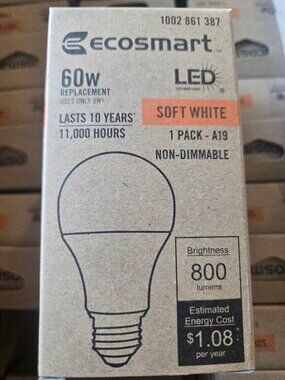 1002 861 387
ecosmart
60w
REPLACEMENT
USES ONLY 9W¹
LED
TECHNOLOGY
LASTS 10 YEARS*
11,000 HOURS
SOFT WHITE
1 PACK - A19
NON-DIMMABLE
Brightness
800
lumens
Estimated
Energy Cost
$1.08
per year